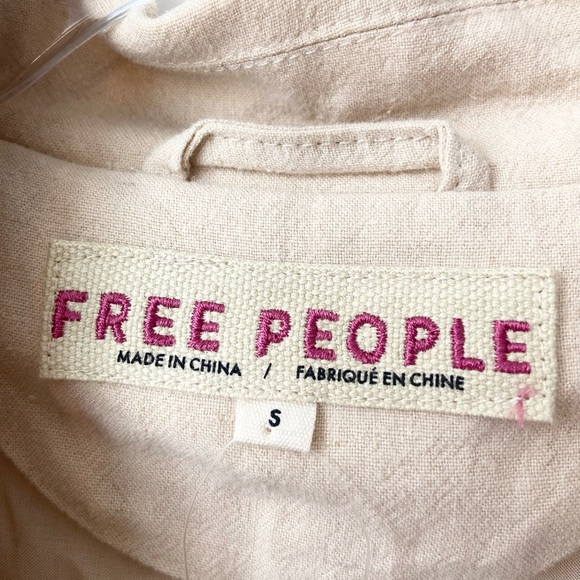 FREE PEOPLE
MADE IN CHINA / FABRIQUÉ EN CHINE
S